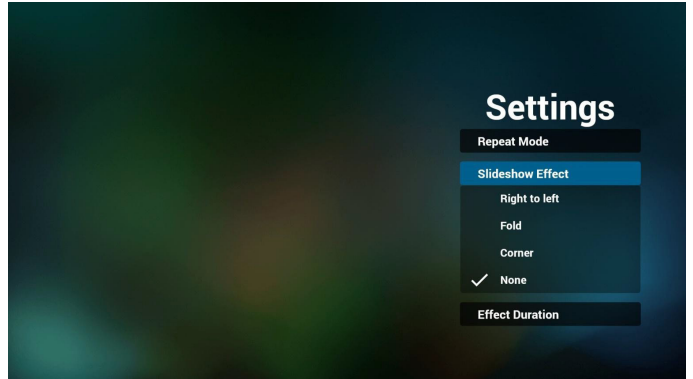 Settings
Repeat Mode
Slideshow Effect
Right to left
Fold
Corner
None
Effect Duration